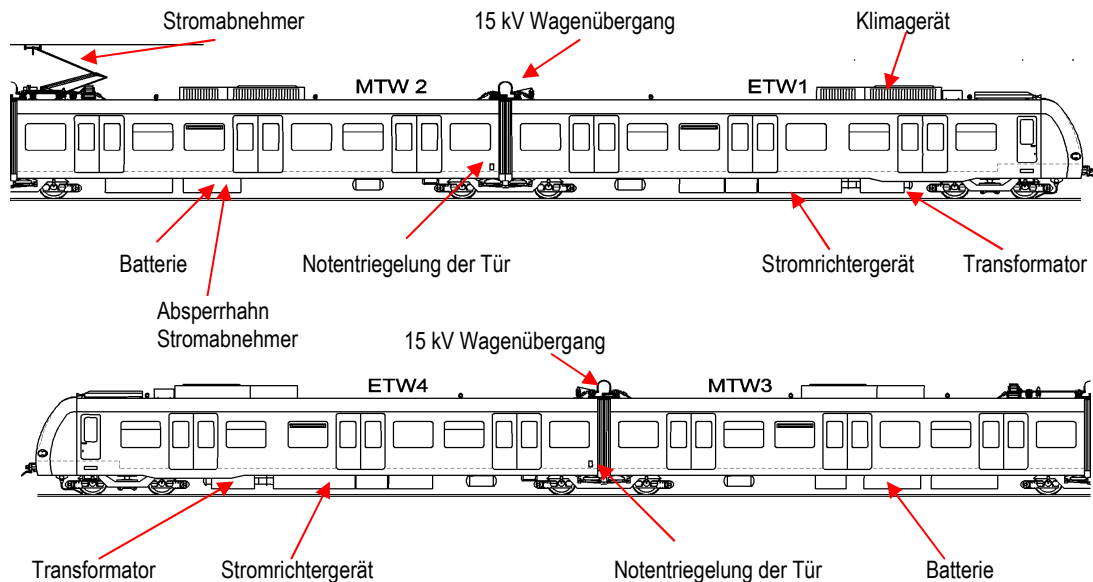 Stromabnehmer
15 kV Wagenübergang
Klimagerät
MTW 2
ETW1
Batterie
Notentriegelung der Tür
Stromrichtergerät
Transformator
Absperrhahn
Stromabnehmer
15 kV Wagenübergang
ETW4
MTW3
Transformator
Stromrichtergerät
Notentriegelung der Tür
Batterie